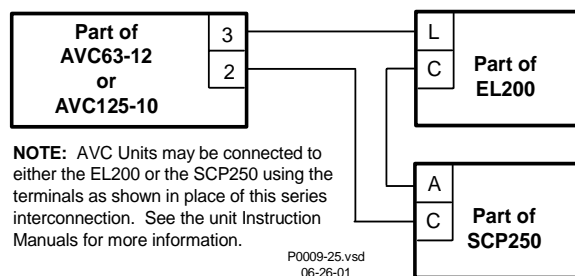 Part of
AVC63-12
or
AVC125-10
3
2
L
C
Part of
EL200
NOTE: AVC Units may be connected to
either the EL200 or the SCP250 using the
terminals as shown in place of this series
interconnection. See the unit Instruction
Manuals for more information.
A
C
Part of
SCP250
P0009-25.vsd
06-26-01